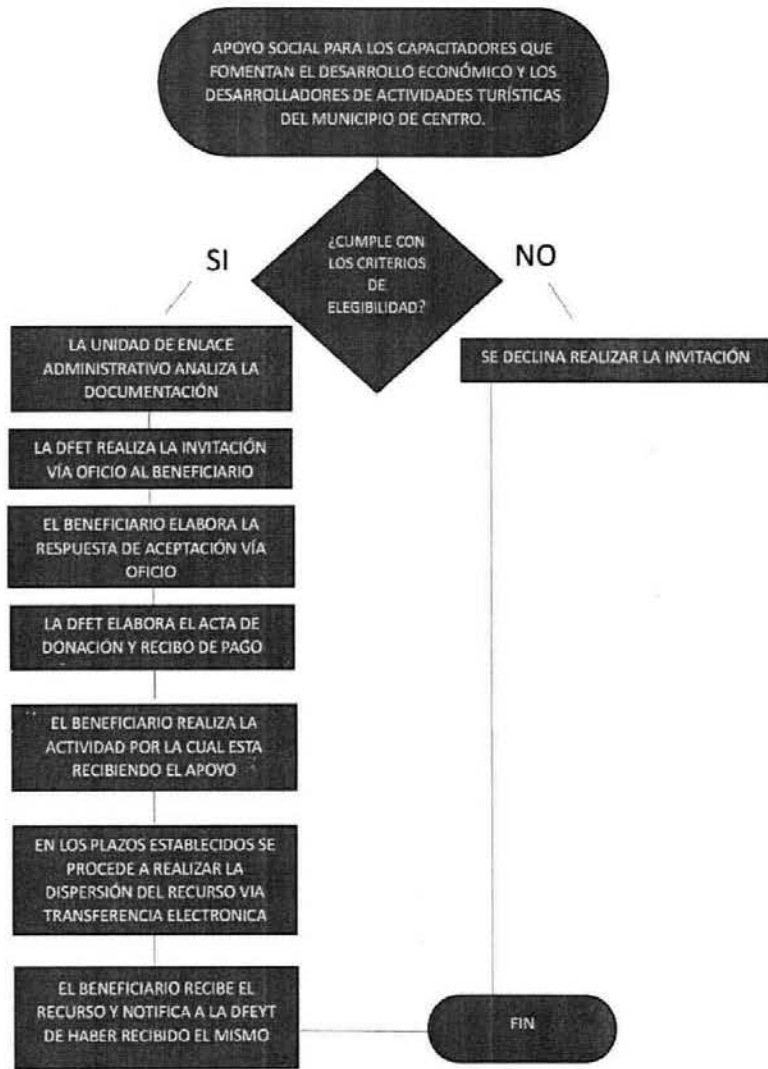 APOYO SOCIAL PARA LOS CAPACITADORES QUE
FOMENTAN EL DESARROLLO ECONÓMICO Y LOS
DESARROLLADORES DE ACTIVIDADES TURÍSTICAS
DEL MUNICIPIO DE CENTRO.
¿CUMPLE CON
LOS CRITERIOS
DE
ELEGIBILIDAD?
SI
NO
LA UNIDAD DE ENLACE
ADMINISTRATIVO ANALIZA LA
DOCUMENTACIÓN
SE DECLINA REALIZAR LA INVITACIÓN
LA DFET REALIZA LA INVITACIÓN
VÍA OFICIO AL BENEFICIARIO
EL BENEFICIARIO ELABORA LA
RESPUESTA DE ACEPTACIÓN VÍA
OFICIO
LA DFET ELABORA EL ACTA DE
DONACIÓN Y RECIBO DE PAGO
EL BENEFICIARIO REALIZA LA
ACTIVIDAD POR LA CUAL ESTA
RECIBIENDO EL APOYO
EN LOS PLAZOS ESTABLECIDOS SE
PROCEDE A REALIZAR LA
DISPERSIÓN DEL RECURSO VIA
TRANSFERENCIA ELECTRONICA
EL BENEFICIARIO RECIBE EL
RECURSO Y NOTIFICA A LA DFEYT
DE HABER RECIBIDO EL MISMO
FIN